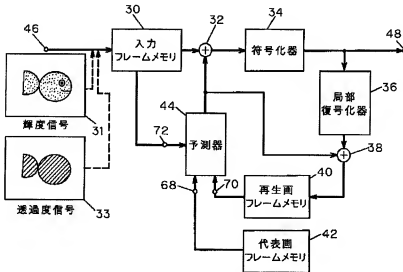 46
30
入力
フレームメモリ
32
34
符号化器
48
輝度信号
31
44
予測器
72
36
局部
復号化器
38
透過度信号
33
68
70
40
再生画
フレームメモリ
代表画
フレームメモリ
42